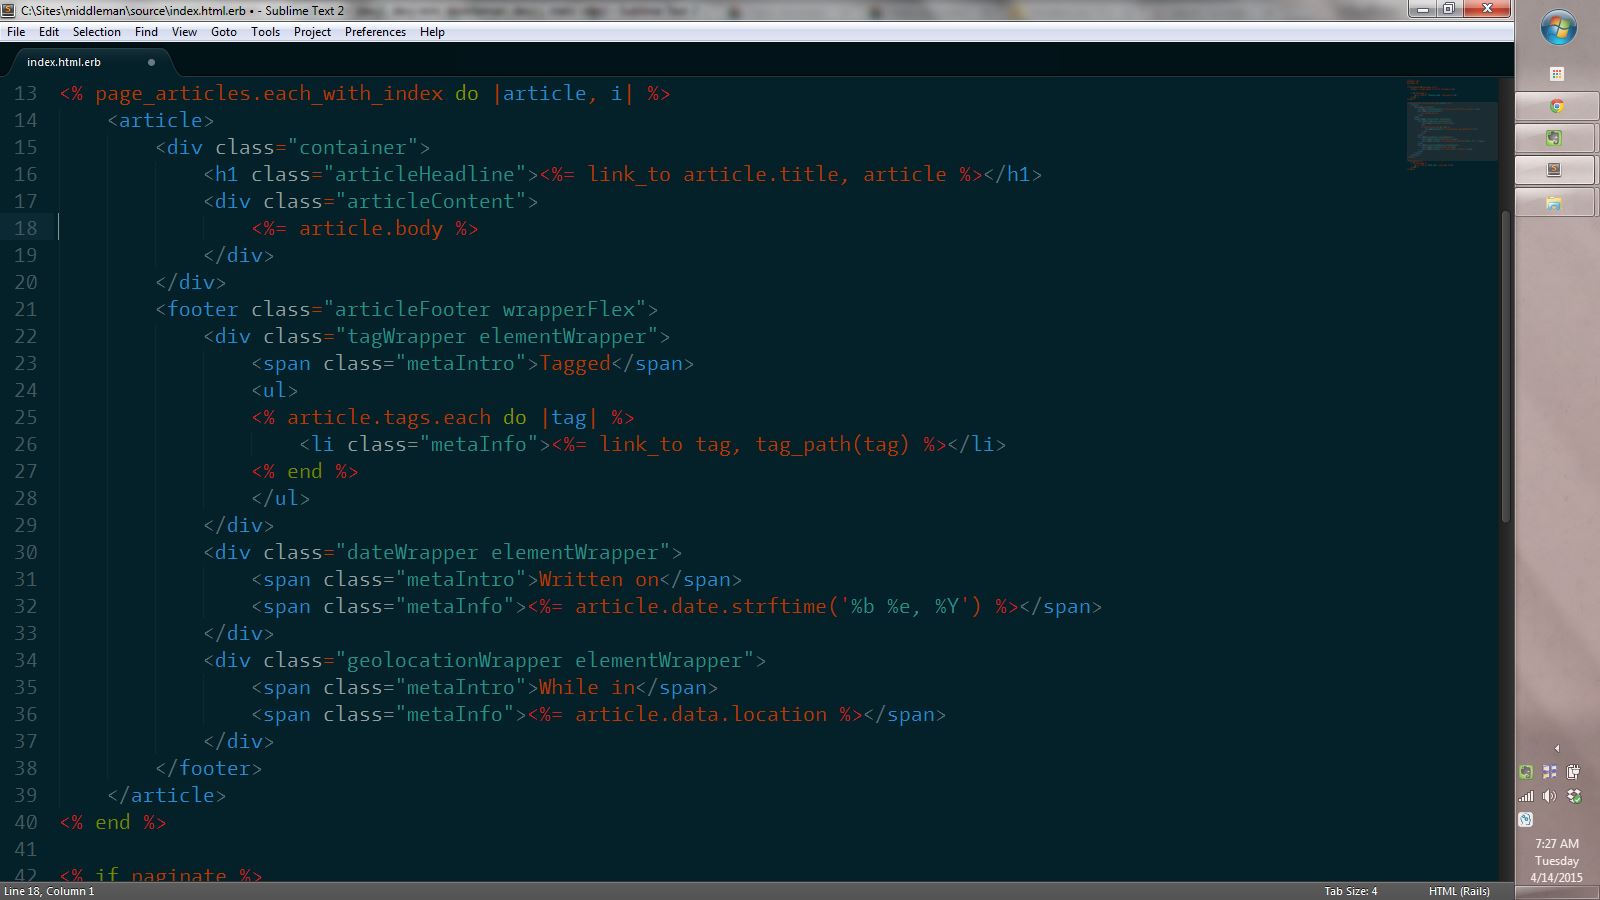 C:\Sites\middleman\source\index.html.erb • - Sublime Text 2
File Edit Selection Find View Goto Tools Project Preferences Help
index.html.erb
13 <% page_articles.each_with_index do |article, i| %>
14 <article>
15 <div class="container">
16 <h1 class="articleHeadline"><%= link_to article.title, article %></h1>
17 <div class="articleContent">
18 <%= article.body %>
19 </div>
20 </div>
21 <footer class="articleFooter wrapperFlex">
22 <div class="tagWrapper elementWrapper">
23 <span class="metaIntro">Tagged</span>
24 <ul>
25 <% article.tags.each do |tag| %>
26 <li class="metaInfo"><%= link_to tag, tag_path(tag) %></li>
27 <% end %>
28 </ul>
29 </div>
30 <div class="dateWrapper elementWrapper">
31 <span class="metaIntro">Written on</span>
32 <span class="metaInfo"><%= article.date.strftime('%b %e, %Y') %></span>
33 </div>
34 <div class="geolocationWrapper elementWrapper">
35 <span class="metaIntro">While in</span>
36 <span class="metaInfo"><%= article.data.location %></span>
37 </div>
38 </footer>
39 </article>
40 <% end %>
41
42 <% if paginate %>
Line 18, Column 1
Tab Size: 4
HTML (Rails)
7:27 AM
Tuesday
4/14/2015